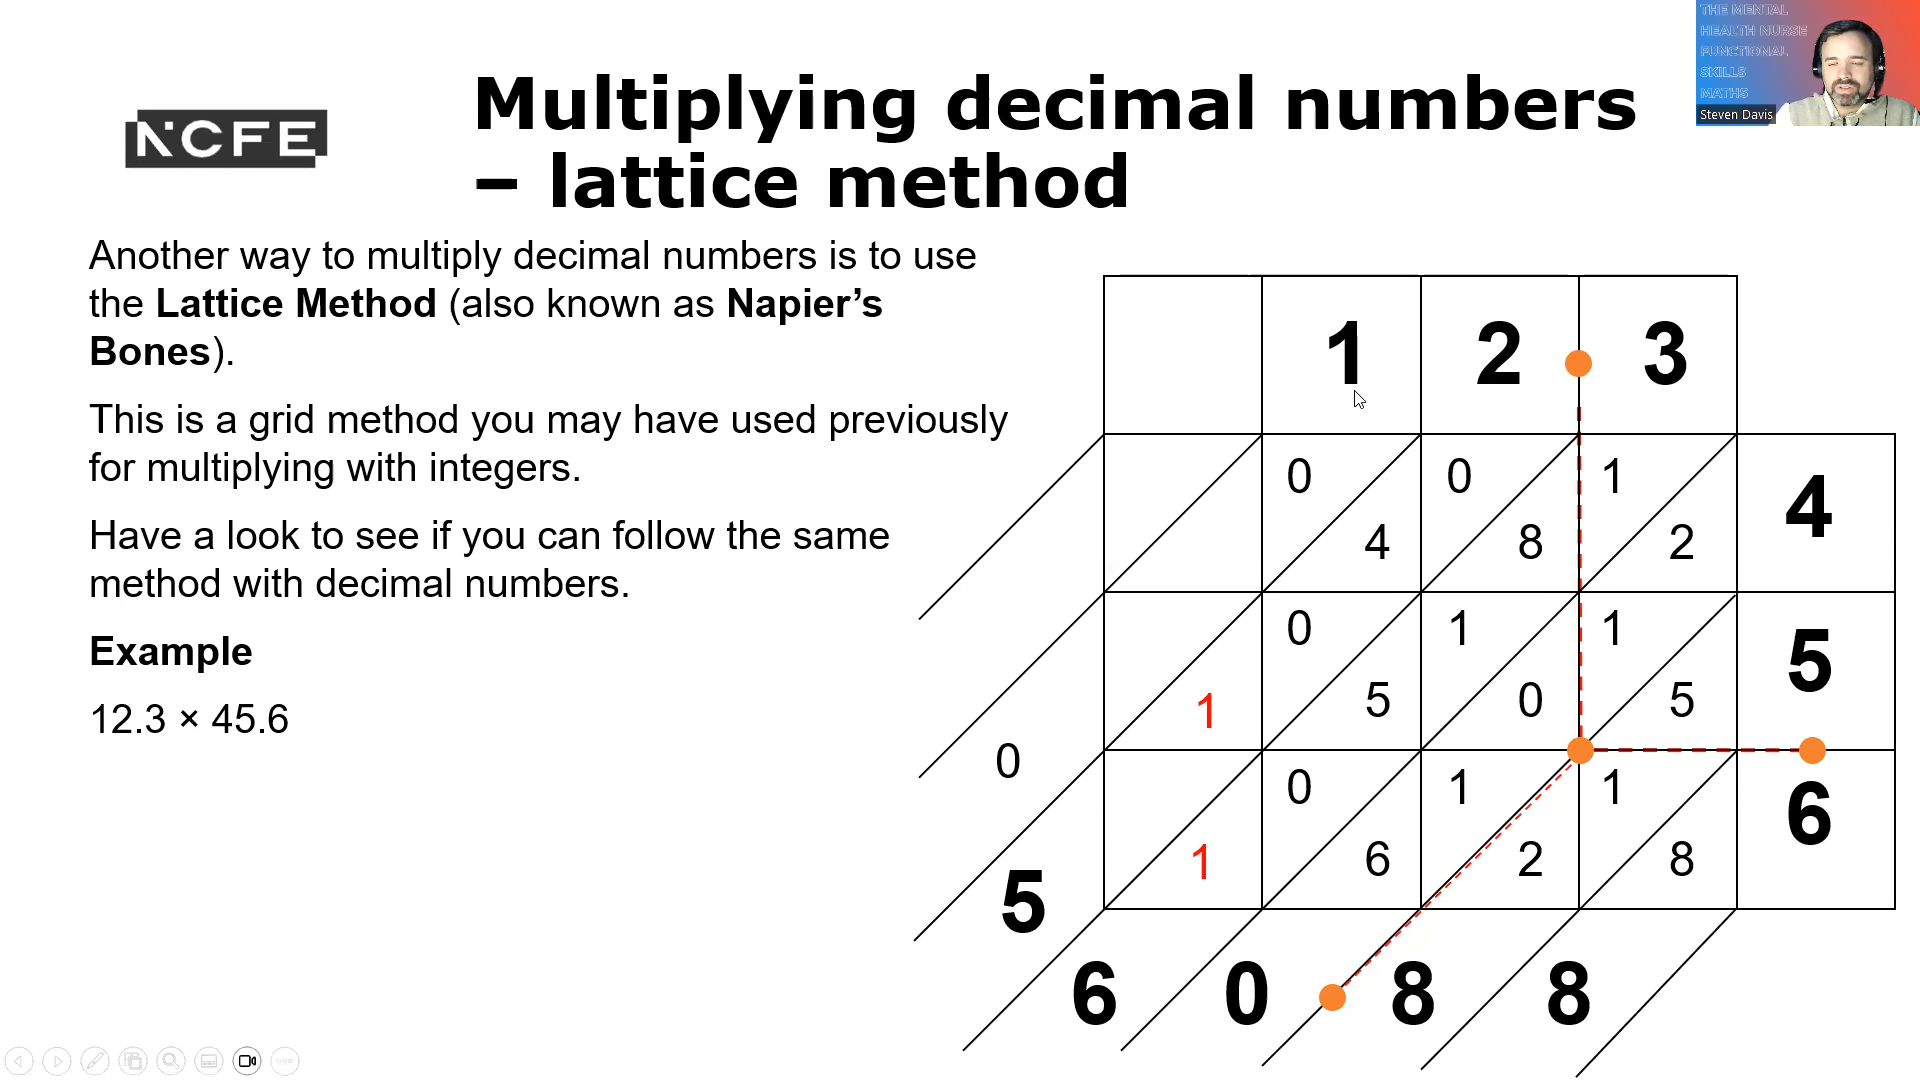 THE MENTAL
HEALTH NURSE
FUNCTIONAL
SKILLS
MATHS
Steven Davis
NCFE
Multiplying decimal numbers
– lattice method
Another way to multiply decimal numbers is to use
the Lattice Method (also known as Napier’s
Bones).
This is a grid method you may have used previously
for multiplying with integers.
Have a look to see if you can follow the same
method with decimal numbers.
Example
12.3 × 45.6
1 2 3
0 0 1
4 8 2
4
0 1 1
1 5 0 5
5
0
0 1 1
1 6 2 8
6
5
6 0 8 8